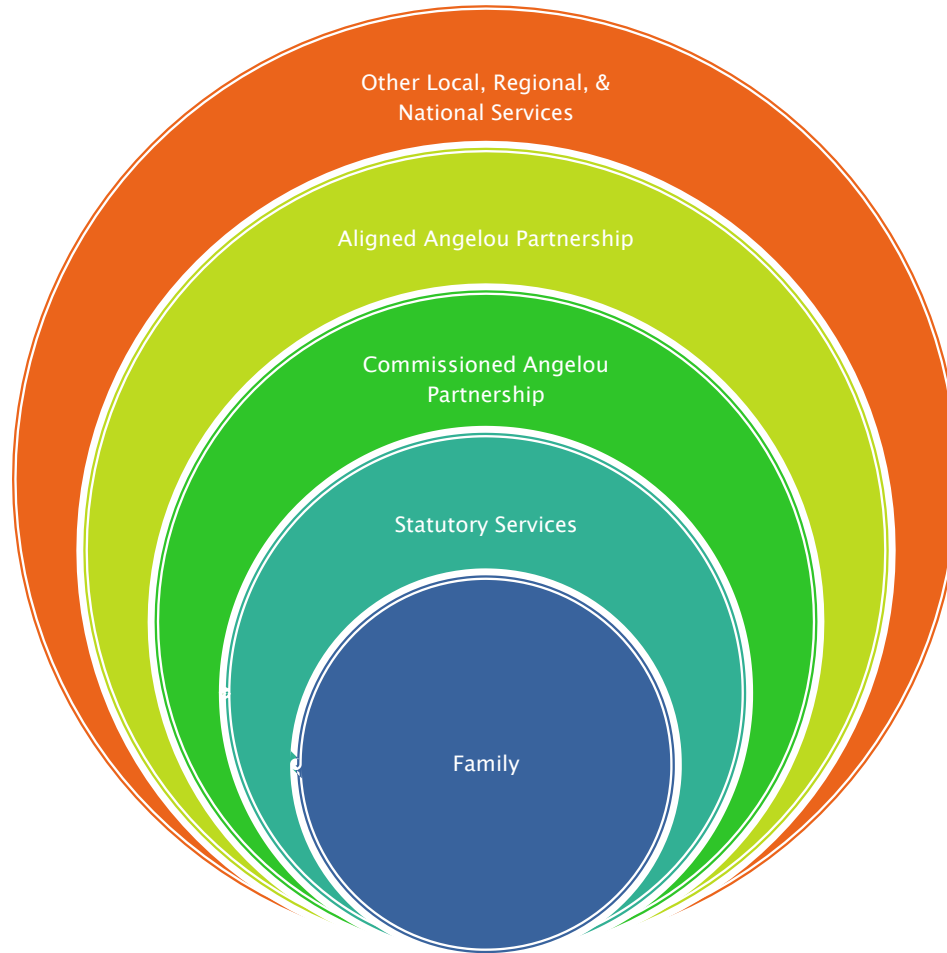 Other Local, Regional, &
National Services
Aligned Angelou Partnership
Commissioned Angelou
Partnership
Statutory Services
Family